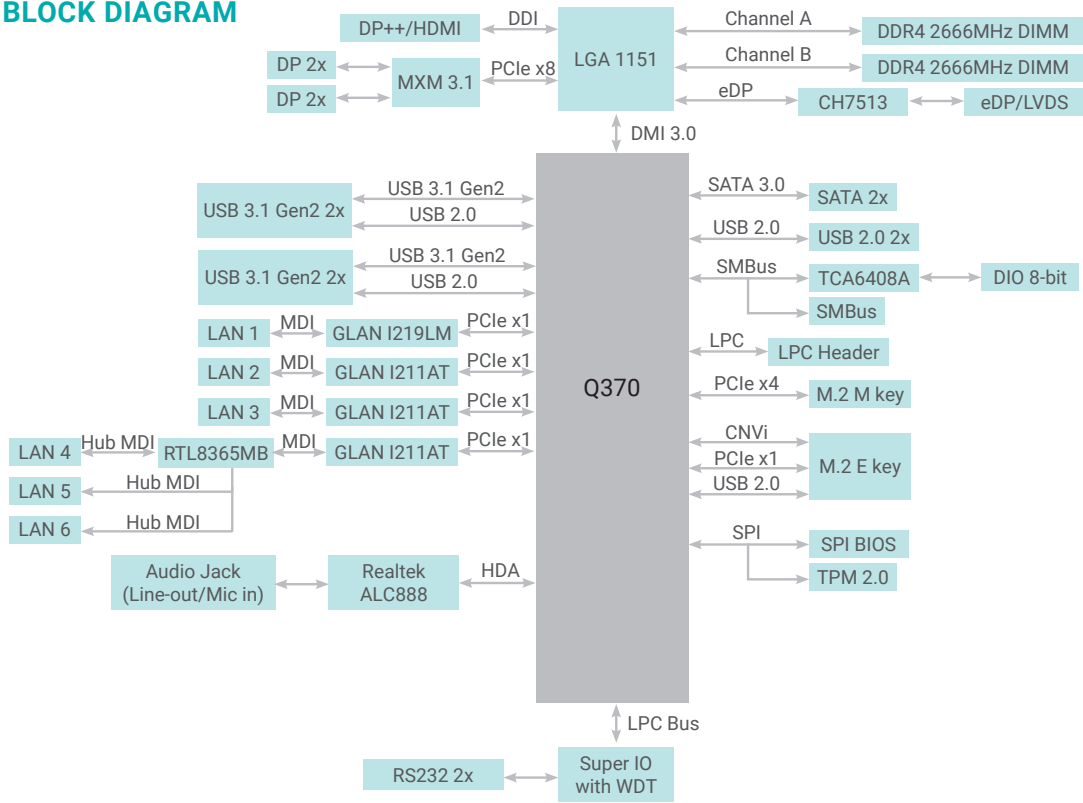 BLOCK DIAGRAM
DP++/HDMI
DDI
LGA 1151
Channel A
DDR4 2666MHz DIMM
Channel B
DDR4 2666MHz DIMM
DP 2x
DP 2x
MXM 3.1
PCIe x8
eDP
CH7513
eDP/LVDS
DMI 3.0
Q370
USB 3.1 Gen2 2x
USB 3.1 Gen2
USB 2.0
USB 3.1 Gen2 2x
USB 3.1 Gen2
USB 2.0
LAN 1
MDI
GLAN I219LM
PCIe x1
LAN 2
MDI
GLAN I211AT
PCIe x1
LAN 3
MDI
GLAN I211AT
PCIe x1
LAN 4
Hub MDI
RTL8365MB
MDI
GLAN I211AT
PCIe x1
LAN 5
Hub MDI
LAN 6
Hub MDI
Audio Jack
(Line-out/Mic in)
Realtek
ALC888
HDA
SATA 3.0
SATA 2x
USB 2.0
USB 2.0 2x
SMBus
TCA6408A
DIO 8-bit
SMBus
LPC
LPC Header
PCIe x4
M.2 M key
CNVi
PCIe x1
USB 2.0
M.2 E key
SPI
SPI BIOS
TPM 2.0
LPC Bus
RS232 2x
Super IO
with WDT